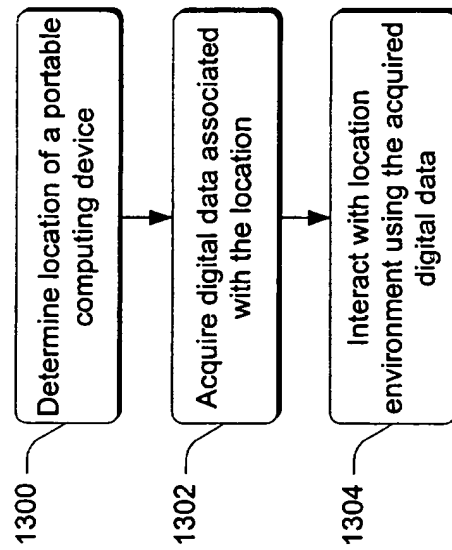 1300
Determine location of a portable
computing device
1302
Acquire digital data associated
with the location
1304
Interact with location
environment using the acquired
digital data